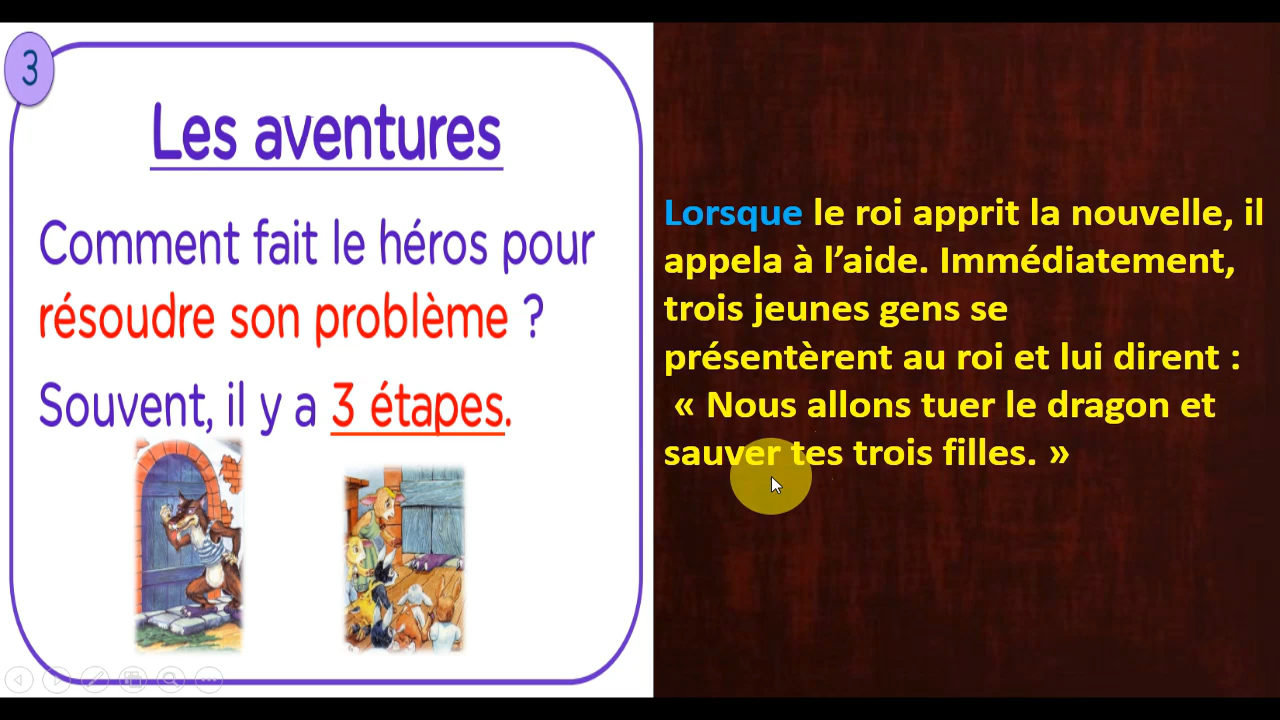 3
Les aventures
Comment fait le héros pour
résoudre son problème ?
Souvent, il y a 3 étapes.
Lorsque le roi apprit la nouvelle, il
appela à l’aide. Immédiatement,
trois jeunes gens se
présentèrent au roi et lui dirent :
« Nous allons tuer le dragon et
sauver tes trois filles. »